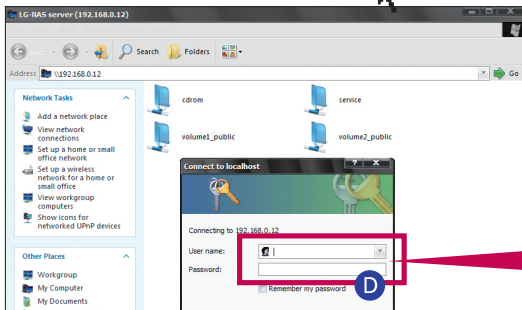 LG-NAS server (192.168.0.12)
Search Folders
Address \\192.168.0.12 Go
Network Tasks
Add a network place
View network
connections
Set up a home or small
office network
Set up a wireless
network for a home or
small office
View workgroup
computers
Show icons for
networked UPnP devices
Other Places
Workgroup
My Computer
My Documents
cdrom service
volume1_public volume2_public
Connect to localhost
Connecting to 192.168.0.12
User name:
Password:
Remember my password
D